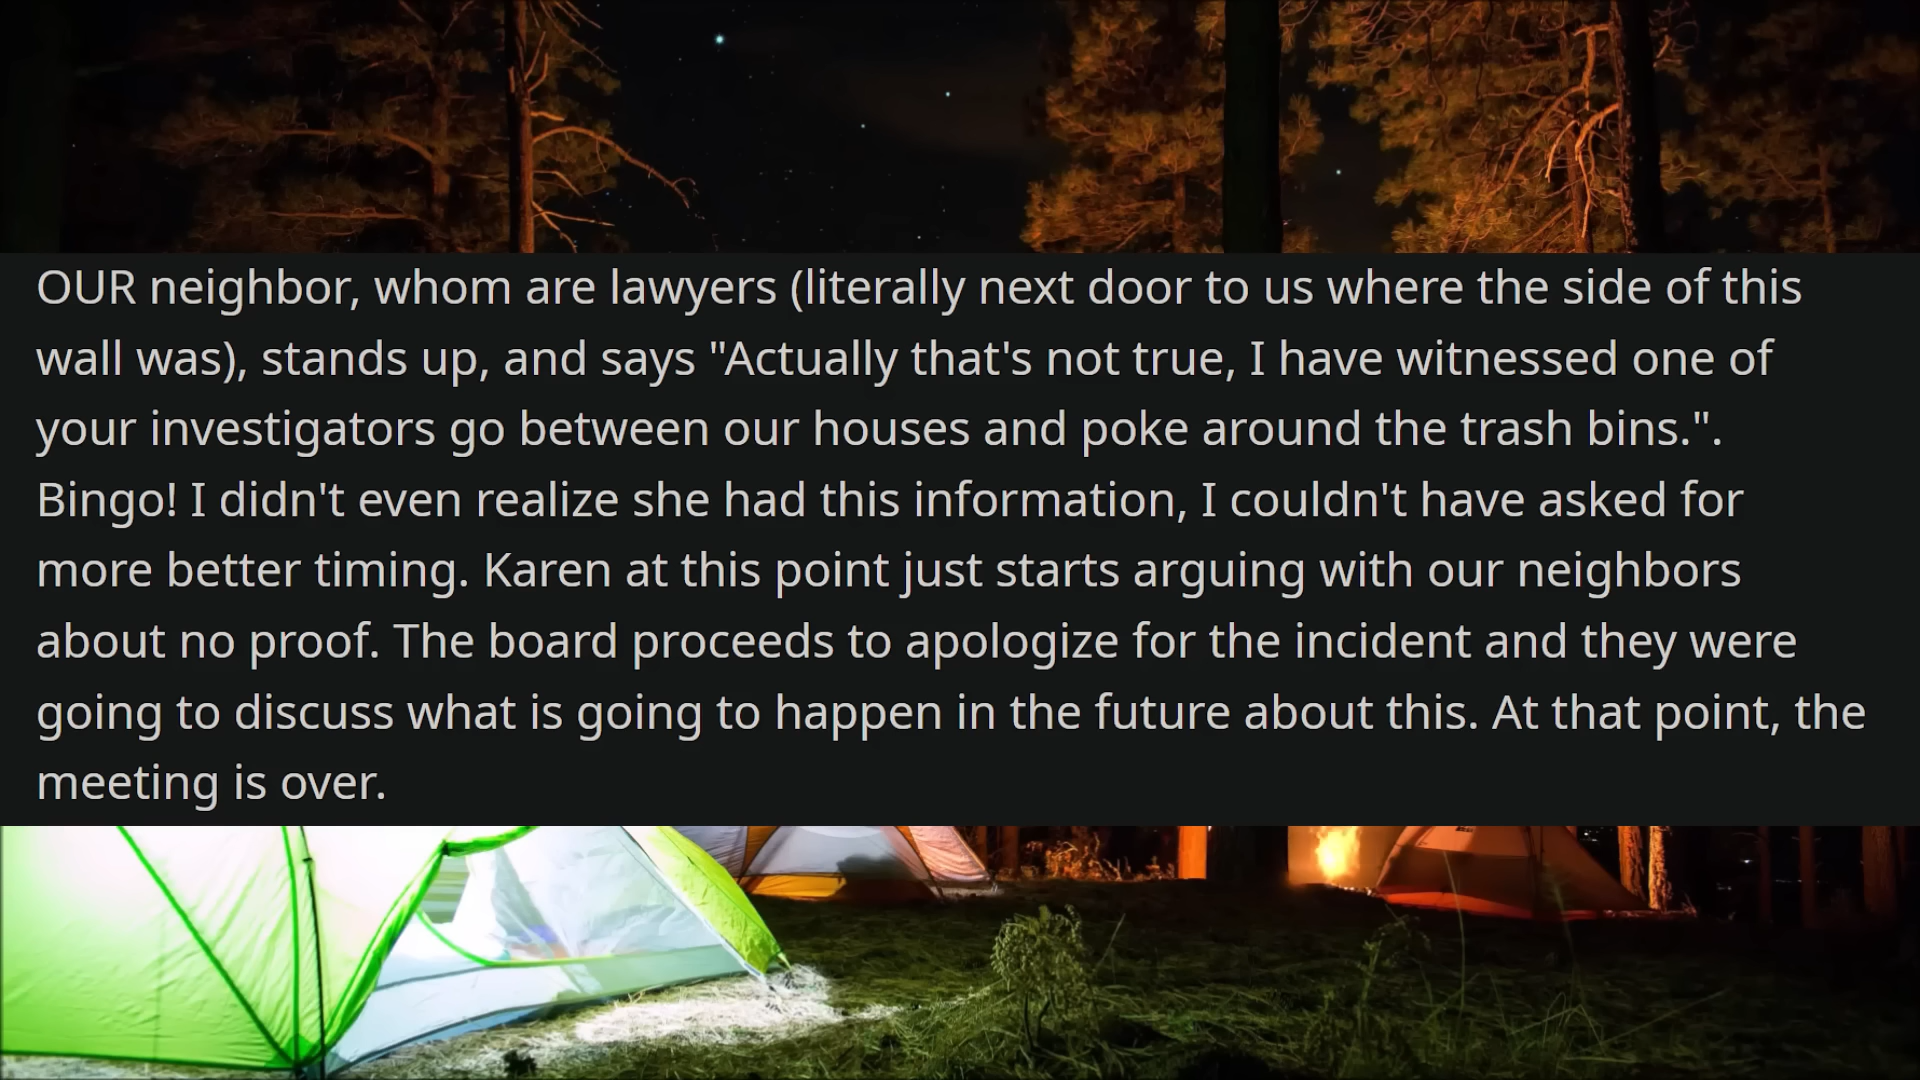 OUR neighbor, whom are lawyers (literally next door to us where the side of this
wall was), stands up, and says "Actually that's not true, I have witnessed one of
your investigators go between our houses and poke around the trash bins.".
Bingo! I didn't even realize she had this information, I couldn't have asked for
more better timing. Karen at this point just starts arguing with our neighbors
about no proof. The board proceeds to apologize for the incident and they were
going to discuss what is going to happen in the future about this. At that point, the
meeting is over.